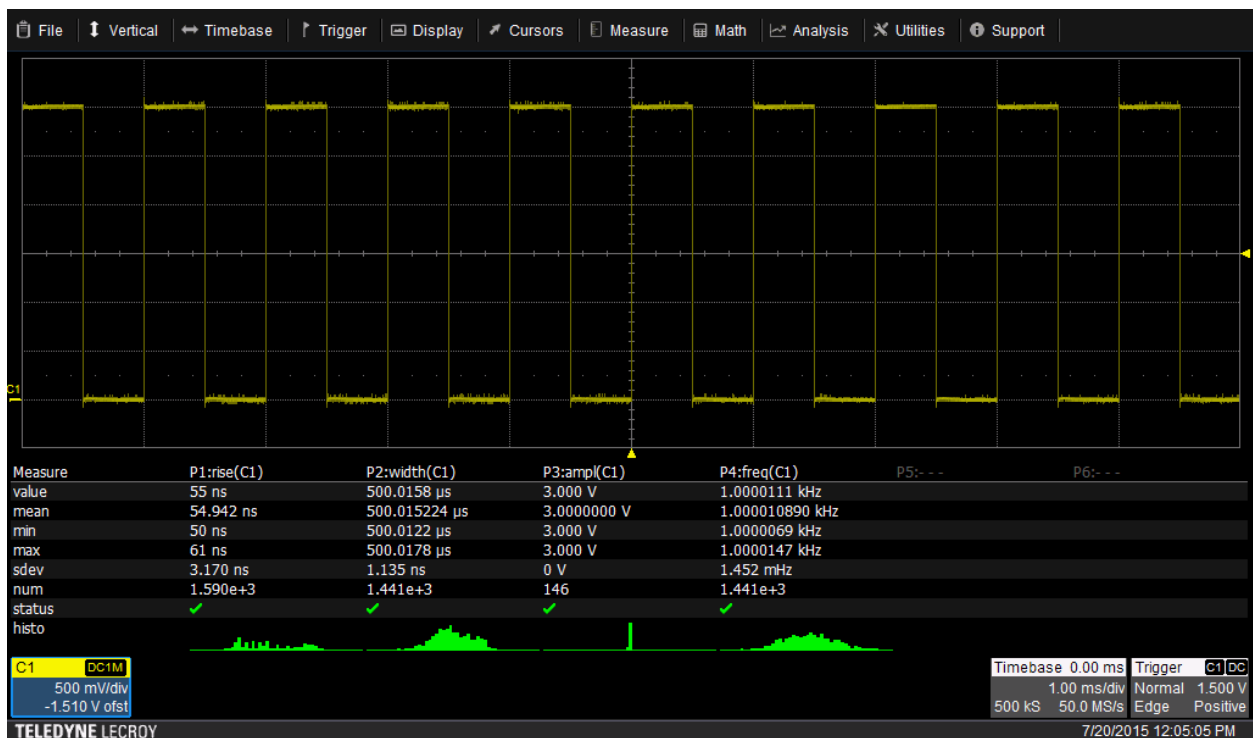 File Vertical Timebase Trigger Display Cursors Measure Math Analysis Utilities Support
C1
Measure P1:rise(C1) P2:width(C1) P3:ampl(C1) P4:freq(C1) P5:- - - P6:- - -
value 55 ns 500.0158 µs 3.000 V 1.0000111 kHz
mean 54.942 ns 500.015224 µs 3.0000000 V 1.000010890 kHz
min 50 ns 500.0122 µs 3.000 V 1.0000069 kHz
max 61 ns 500.0178 µs 3.000 V 1.0000147 kHz
sdev 3.170 ns 1.135 ns 0 V 1.452 mHz
num 1.590e+3 1.441e+3 146 1.441e+3
status
histo
C1 DC1M
500 mV/div
-1.510 V ofst
Timebase 0.00 ms
1.00 ms/div
500 kS 50.0 MS/s
Trigger C1 DC
Normal 1.500 V
Edge Positive
TELEDYNE LECROY 7/20/2015 12:05:05 PM